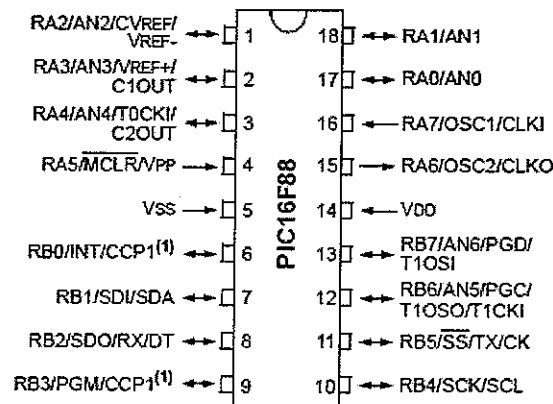 RA2/AN2/CVREF/
VREF-
1
18
RA1/AN1
RA3/AN3/VREF+/
C1OUT
2
17
RA0/AN0
RA4/AN4/T0CKI/
C2OUT
3
16
RA7/OSC1/CLKI
RA5/MCLR/VPP
4
15
RA6/OSC2/CLKO
VSS
5
14
VDD
RB0/INT/CCP1(1)
6
13
RB7/AN6/PGD/
T1OSI
RB1/SDI/SDA
7
12
RB6/AN5/PGC/
T1OSO/T1CKI
RB2/SDO/RX/DT
8
11
RB5/SS/TX/CK
RB3/PGM/CCP1(1)
9
10
RB4/SCK/SCL
PIC16F88